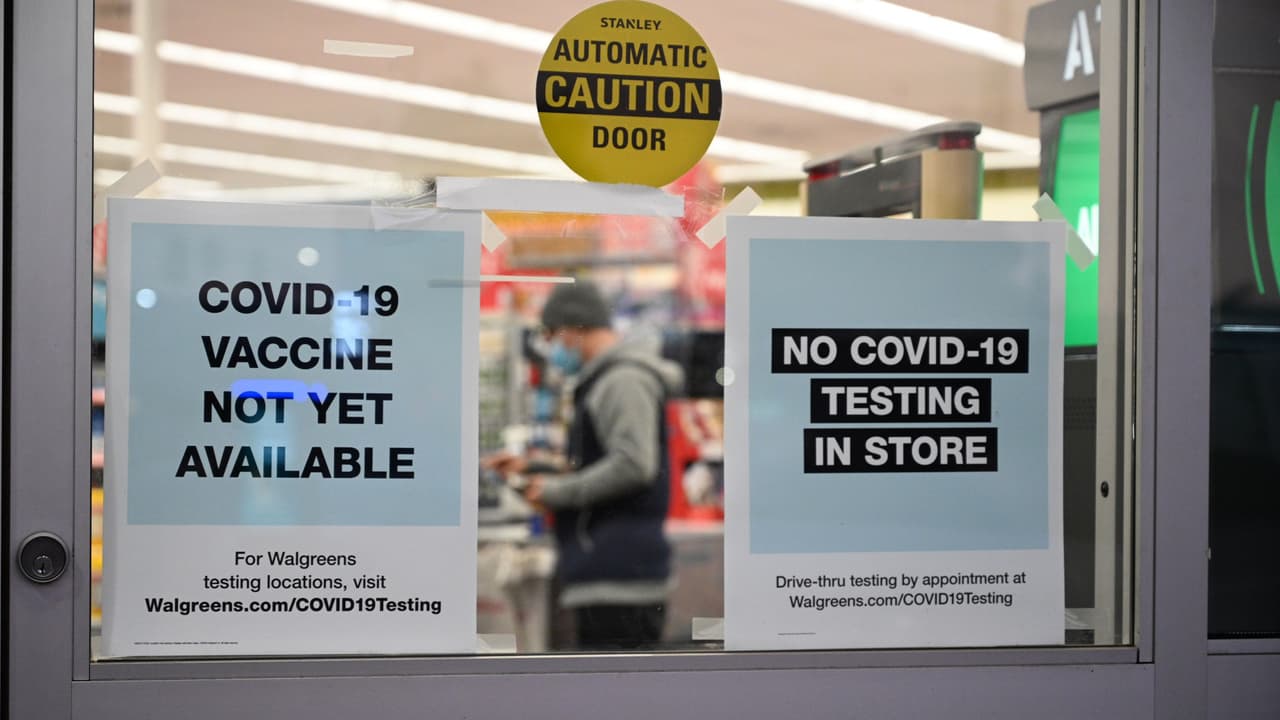 STANLEY
AUTOMATIC
CAUTION
DOOR
COVID-19
VACCINE
NOT YET
AVAILABLE
For Walgreens
testing locations, visit
Walgreens.com/COVID19Testing
NO COVID-19
TESTING
IN STORE
Drive-thru testing by appointment at
Walgreens.com/COVID19Testing